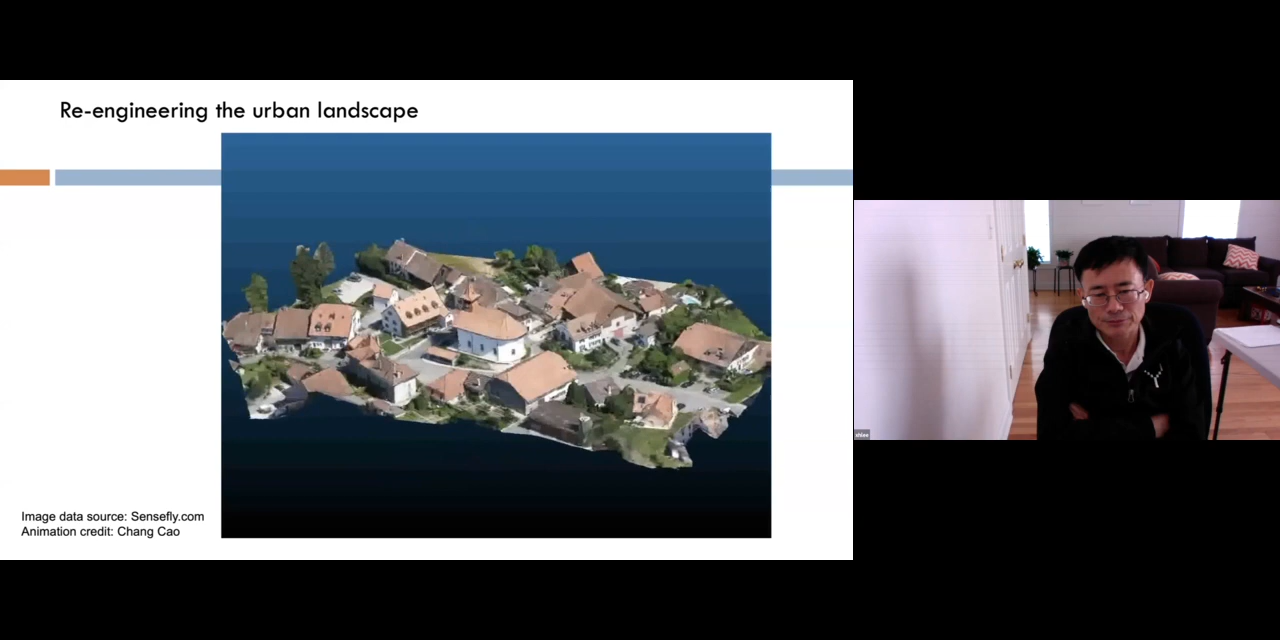 Re-engineering the urban landscape
Image data source: Sensefly.com
Animation credit: Chang Cao